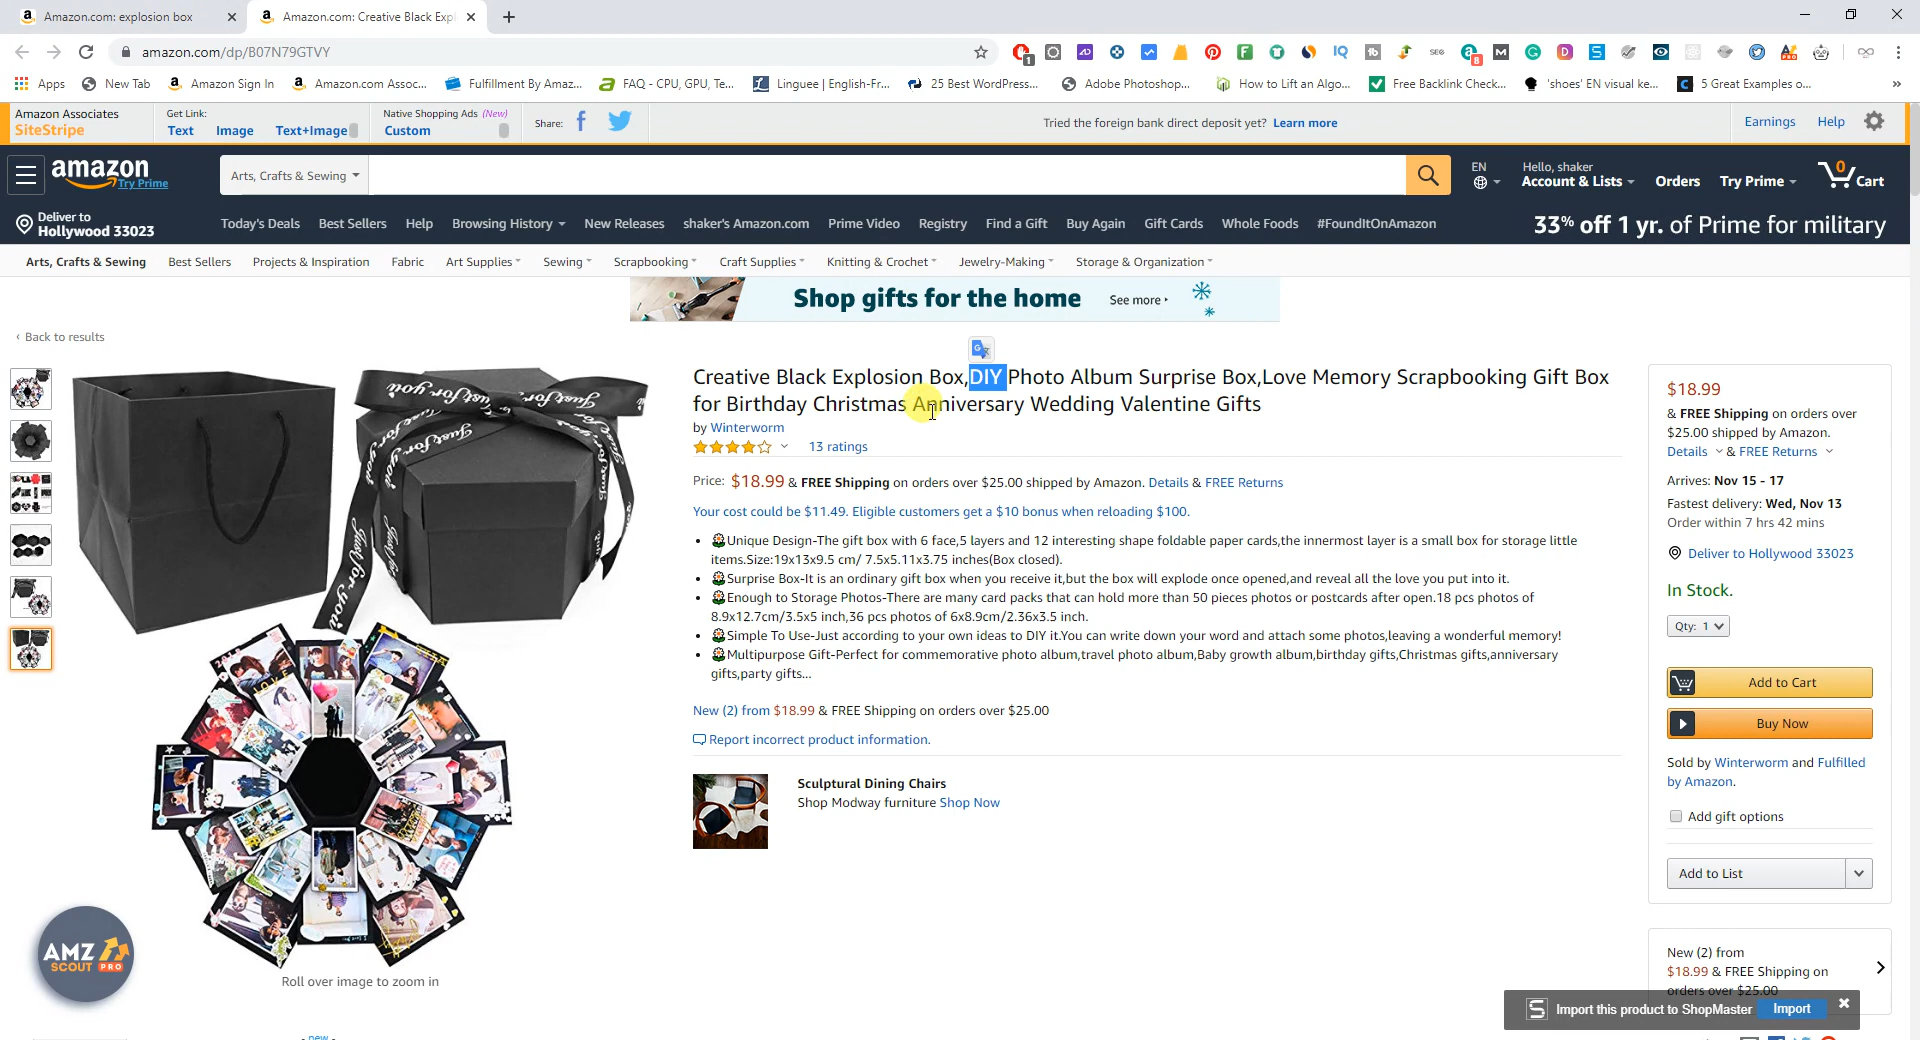 Amazon.com: explosion box
Amazon.com: Creative Black Expl
amazon.com/dp/B07N79GTVY
Apps
New Tab
Amazon Sign In
Amazon.com Assoc...
Fulfillment By Amaz...
FAQ - CPU, GPU, Te...
Linguee | English-Fr...
25 Best WordPress...
Adobe Photoshop...
How to Lift an Algo...
Free Backlink Check...
'shoes' EN visual ke...
5 Great Examples o...
Amazon Associates
SiteStripe
Get Link:
Text Image Text+Image
Native Shopping Ads (New)
Custom
Share:
Tried the foreign bank direct deposit yet? Learn more
Earnings Help
amazon
Try Prime
Arts, Crafts & Sewing
EN
Hello, shaker
Account & Lists
Orders
Try Prime
0
Cart
Deliver to
Hollywood 33023
Today's Deals Best Sellers Help Browsing History New Releases shaker's Amazon.com Prime Video Registry Find a Gift Buy Again Gift Cards Whole Foods #FoundItOnAmazon
33% off 1 yr. of Prime for military
Arts, Crafts & Sewing Best Sellers Projects & Inspiration Fabric Art Supplies Sewing Scrapbooking Craft Supplies Knitting & Crochet Jewelry-Making Storage & Organization
Shop gifts for the home See more
‹ Back to results
Creative Black Explosion Box,DIY Photo Album Surprise Box,Love Memory Scrapbooking Gift Box
for Birthday Christmas Anniversary Wedding Valentine Gifts
by Winterworm
13 ratings
Price: $18.99 & FREE Shipping on orders over $25.00 shipped by Amazon. Details & FREE Returns
Your cost could be $11.49. Eligible customers get a $10 bonus when reloading $100.
Unique Design-The gift box with 6 face,5 layers and 12 interesting shape foldable paper cards,the innermost layer is a small box for storage little
items.Size:19x13x9.5 cm/ 7.5x5.11x3.75 inches(Box closed).
Surprise Box-It is an ordinary gift box when you receive it,but the box will explode once opened,and reveal all the love you put into it.
Enough to Storage Photos-There are many card packs that can hold more than 50 pieces photos or postcards after open.18 pcs photos of
8.9x12.7cm/3.5x5 inch,36 pcs photos of 6x8.9cm/2.36x3.5 inch.
Simple To Use-Just according to your own ideas to DIY it.You can write down your word and attach some photos,leaving a wonderful memory!
Multipurpose Gift-Perfect for commemorative photo album,travel photo album,Baby growth album,birthday gifts,Christmas gifts,anniversary
gifts,party gifts...
New (2) from $18.99 & FREE Shipping on orders over $25.00
Report incorrect product information.
Sculptural Dining Chairs
Shop Modway furniture Shop Now
Just for you
Just for you
Just for you
LOVE
AMZ
SCOUT PRO
Roll over image to zoom in
new
$18.99
& FREE Shipping on orders over
$25.00 shipped by Amazon.
Details & FREE Returns
Arrives: Nov 15 - 17
Fastest delivery: Wed, Nov 13
Order within 7 hrs 42 mins
Deliver to Hollywood 33023
In Stock.
Qty: 1
Add to Cart
Buy Now
Sold by Winterworm and Fulfilled
by Amazon.
Add gift options
Add to List
New (2) from
$18.99 & FREE Shipping on
orders over $25.00
Import this product to ShopMaster Import